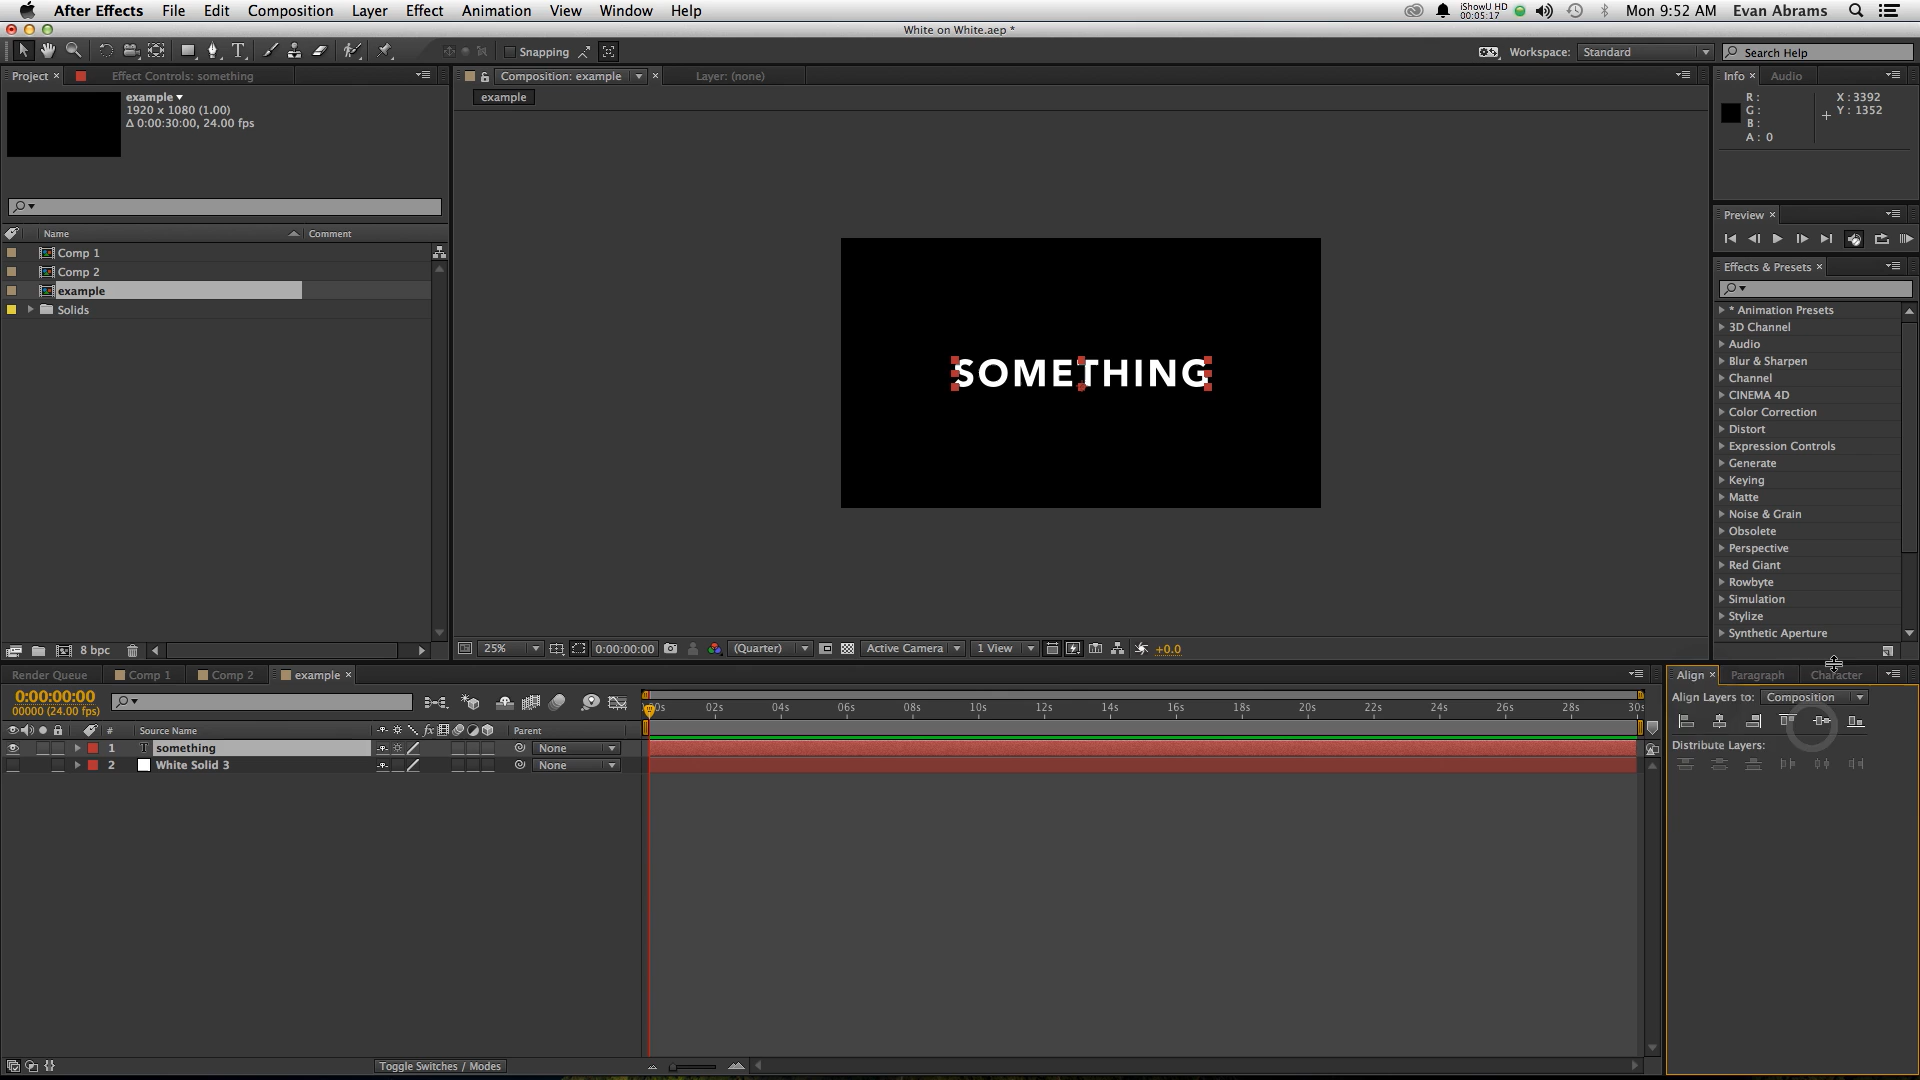 After Effects File Edit Composition Layer Effect Animation View Window Help
iShowU HD
00:05:17
Mon 9:52 AM Evan Abrams
White on White.aep *
T Snapping Workspace: Standard Search Help
Project × Effect Controls: something
Composition: example × Layer: (none)
Info × Audio
example
example ▾
1920 x 1080 (1.00)
Δ 0:00:30:00, 24.00 fps
R :
G :
B :
A : 0
X : 3392
Y : 1352
Preview ×
Name Comment
Comp 1
Comp 2
example
Solids
Effects & Presets ×
* Animation Presets
3D Channel
Audio
Blur & Sharpen
Channel
CINEMA 4D
Color Correction
Distort
Expression Controls
Generate
Keying
Matte
Noise & Grain
Obsolete
Perspective
Red Giant
Rowbyte
Simulation
Stylize
Synthetic Aperture
SOMETHING
8 bpc
25% 0:00:00:00 (Quarter) Active Camera 1 View +0.0
Render Queue Comp 1 Comp 2 example ×
Align × Paragraph Character
0:00:00:00
00000 (24.00 fps)
Align Layers to: Composition
Distribute Layers:
:00s 02s 04s 06s 08s 10s 12s 14s 16s 18s 20s 22s 24s 26s 28s 30s
# Source Name fx Parent
1 T something None
2 White Solid 3 None
Toggle Switches / Modes